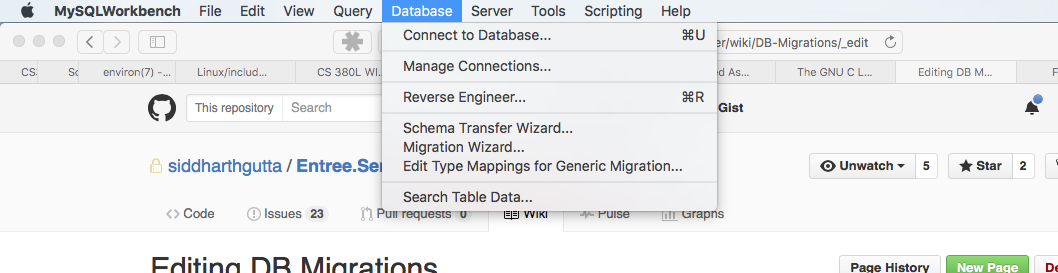 MySQLWorkbench File Edit View Query Database Server Tools Scripting Help
Connect to Database... ⌘U
er/wiki/DB-Migrations/_edit
Manage Connections...
CS: Sc environ(7) -... Linux/includ... CS 380L WI... ed As... The GNU C L... Editing DB M... F
Reverse Engineer... ⌘R
This repository Search Gist
Schema Transfer Wizard...
Migration Wizard...
Edit Type Mappings for Generic Migration...
siddharthgutta / Entree.Se Unwatch 5 Star 2
Search Table Data...
Code Issues 23 Pull requests 0 Wiki Pulse Graphs
Editing DB Migrations Page History New Page De